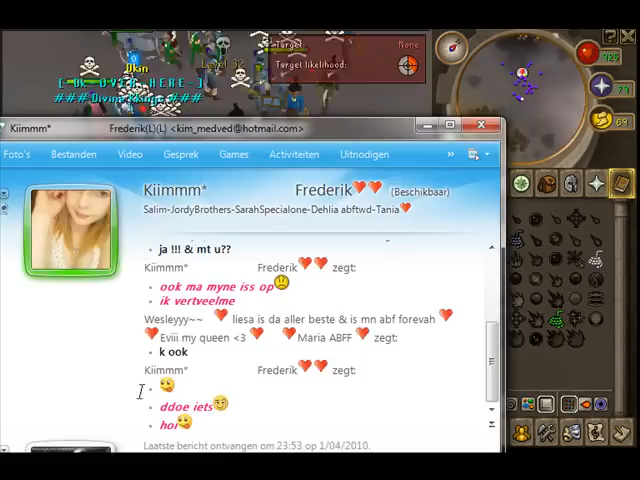 Target: None
Target likelihood:
Level 32
[ - O V E R - H E R E - ]
Kiimmm* Frederik(L)(L) <kim_medved@hotmail.com>
Foto's Bestanden Video Gesprek Games Activiteiten Uitnodigen »
Kiimmm* Frederik (Beschikbaar)
Salim-JordyBrothers-SarahSpecialone-Dehlia abftwd-Tania
ja !!! & mt u??
Kiimmm* Frederik zegt:
ook ma myne iss op
ik vertveelme
Wesleyyy~~ liesa is da aller beste & is mn abf forevah
Eviii my queen <3 Maria ABFF zegt:
k ook
Kiimmm* Frederik zegt:
ddoe iets
hoi
Laatste bericht ontvangen om 23:53 op 1/04/2010.